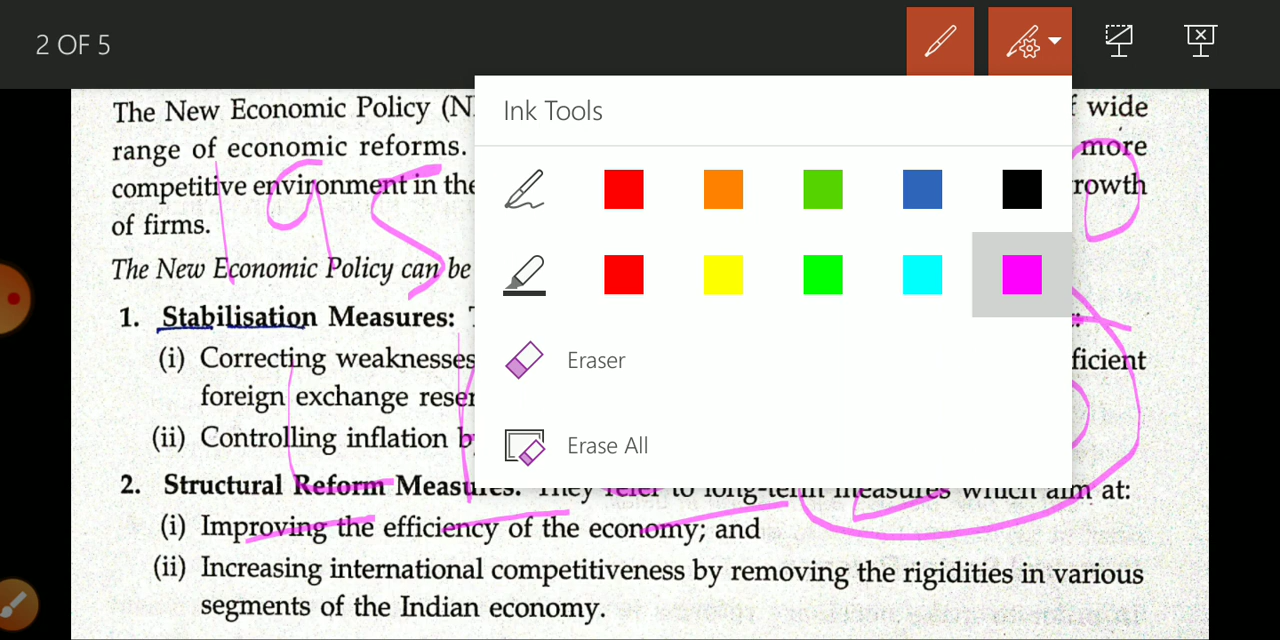 2 OF 5
Ink Tools
Eraser
Erase All
The New Economic Policy (N wide
range of economic reforms. more
competitive environment in the rowth
of firms.
The New Economic Policy can be
195
1. Stabilisation Measures:
(i) Correcting weaknesses ficient
foreign exchange reser
(ii) Controlling inflation b
2. Structural Reform Measures: They refer to long-term measures which aim at:
(i) Improving the efficiency of the economy; and
(ii) Increasing international competitiveness by removing the rigidities in various
segments of the Indian economy.